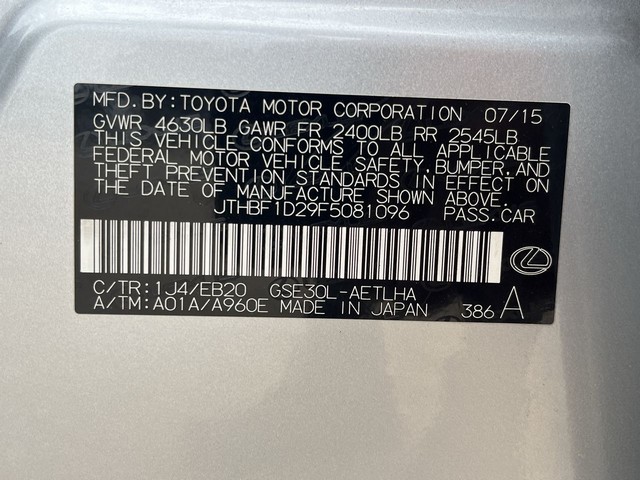 MFD.BY:TOYOTA MOTOR CORPORATION 07/15
GVWR 4630LB GAWR FR 2400LB RR 2545LB
THIS VEHICLE CONFORMS TO ALL APPLICABLE
FEDERAL MOTOR VEHICLE SAFETY,BUMPER,AND
THEFT PREVENTION STANDARDS IN EFFECT ON
THE DATE OF MANUFACTURE SHOWN ABOVE.
JTHBF1D29F5081096 PASS.CAR
C/TR:1J4/EB20 GSE30L-AETLHA
A/TM:A01A/A960E MADE IN JAPAN 386 A